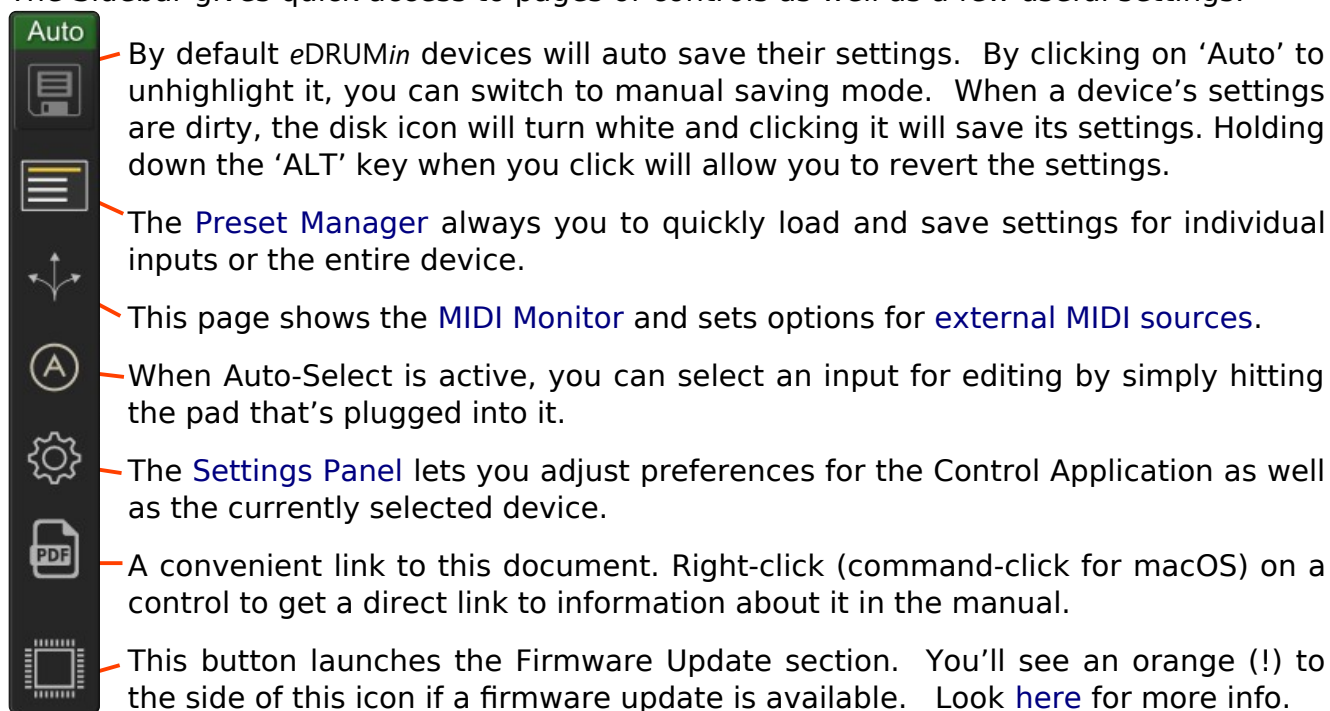 The Sidebar gives quick access to pages of controls as well as a few useful settings.
Auto
By default eDRUMin devices will auto save their settings. By clicking on ‘Auto’ to
unhighlight it, you can switch to manual saving mode. When a device’s settings
are dirty, the disk icon will turn white and clicking it will save its settings. Holding
down the ‘ALT’ key when you click will allow you to revert the settings.
The Preset Manager always you to quickly load and save settings for individual
inputs or the entire device.
This page shows the MIDI Monitor and sets options for external MIDI sources.
A
When Auto-Select is active, you can select an input for editing by simply hitting
the pad that’s plugged into it.
The Settings Panel lets you adjust preferences for the Control Application as well
as the currently selected device.
PDF
A convenient link to this document. Right-click (command-click for macOS) on a
control to get a direct link to information about it in the manual.
This button launches the Firmware Update section. You’ll see an orange (!) to
the side of this icon if a firmware update is available. Look here for more info.